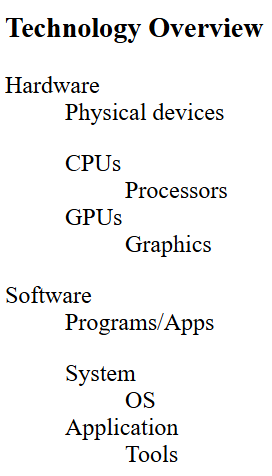 Technology Overview
Hardware
Physical devices
CPUs
Processors
GPUs
Graphics
Software
Programs/Apps
System
OS
Application
Tools